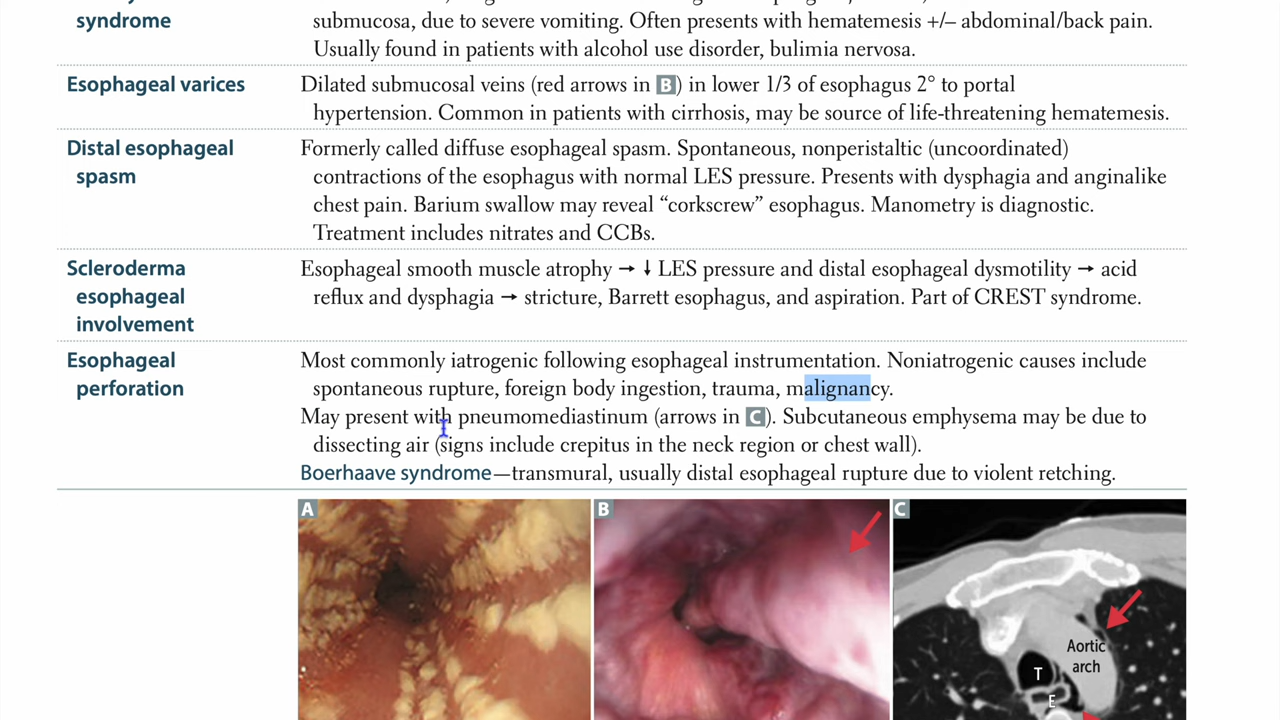 syndrome
submucosa, due to severe vomiting. Often presents with hematemesis +/– abdominal/back pain.
Usually found in patients with alcohol use disorder, bulimia nervosa.
Esophageal varices
Dilated submucosal veins (red arrows in B) in lower 1/3 of esophagus 2° to portal
hypertension. Common in patients with cirrhosis, may be source of life-threatening hematemesis.
Distal esophageal
spasm
Formerly called diffuse esophageal spasm. Spontaneous, nonperistaltic (uncoordinated)
contractions of the esophagus with normal LES pressure. Presents with dysphagia and anginalike
chest pain. Barium swallow may reveal “corkscrew” esophagus. Manometry is diagnostic.
Treatment includes nitrates and CCBs.
Scleroderma
esophageal
involvement
Esophageal smooth muscle atrophy → ↓ LES pressure and distal esophageal dysmotility → acid
reflux and dysphagia → stricture, Barrett esophagus, and aspiration. Part of CREST syndrome.
Esophageal
perforation
Most commonly iatrogenic following esophageal instrumentation. Noniatrogenic causes include
spontaneous rupture, foreign body ingestion, trauma, malignancy.
May present with pneumomediastinum (arrows in C). Subcutaneous emphysema may be due to
dissecting air (signs include crepitus in the neck region or chest wall).
Boerhaave syndrome—transmural, usually distal esophageal rupture due to violent retching.
A
B
C
Aortic
arch
T
E